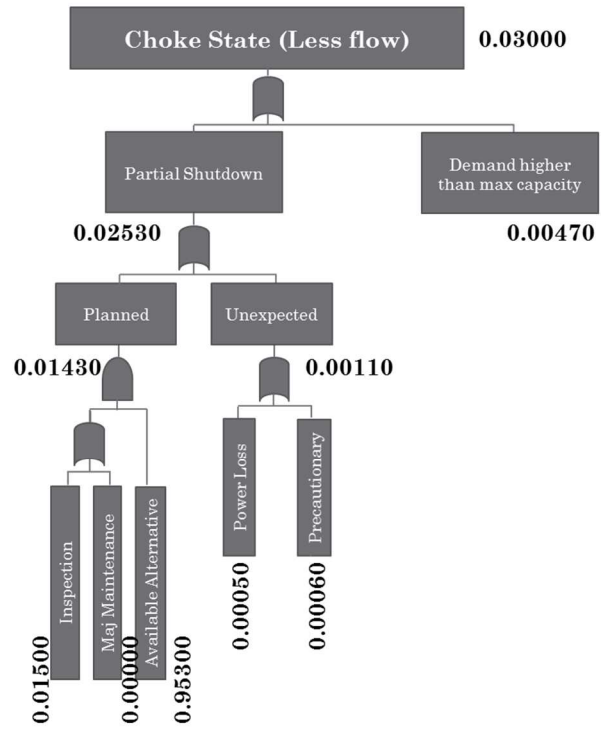 Choke State (Less flow)
0.03000
Partial Shutdown
Demand higher
than max capacity
0.02530
0.00470
Planned
Unexpected
0.01430
0.00110
Inspection
Maj Maintenance
Available Alternative
Power Loss
Precautionary
0.01500
0.00000
0.95300
0.00050
0.00060